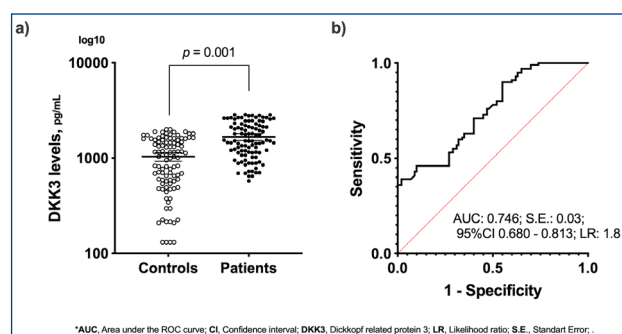 a)
b)
log10
p = 0.001
10000
1000
100
DKK3 levels, pg/mL
Controls
Patients
1.0
0.5
0.0
Sensitivity
AUC: 0.746; S.E.: 0.03;
95%CI 0.680 - 0.813; LR: 1.8
0.0
0.5
1.0
1 - Specificity
*AUC, Area under the ROC curve; CI, Confidence interval; DKK3, Dickkopf related protein 3; LR, Likelihood ratio; S.E., Standart Error; .